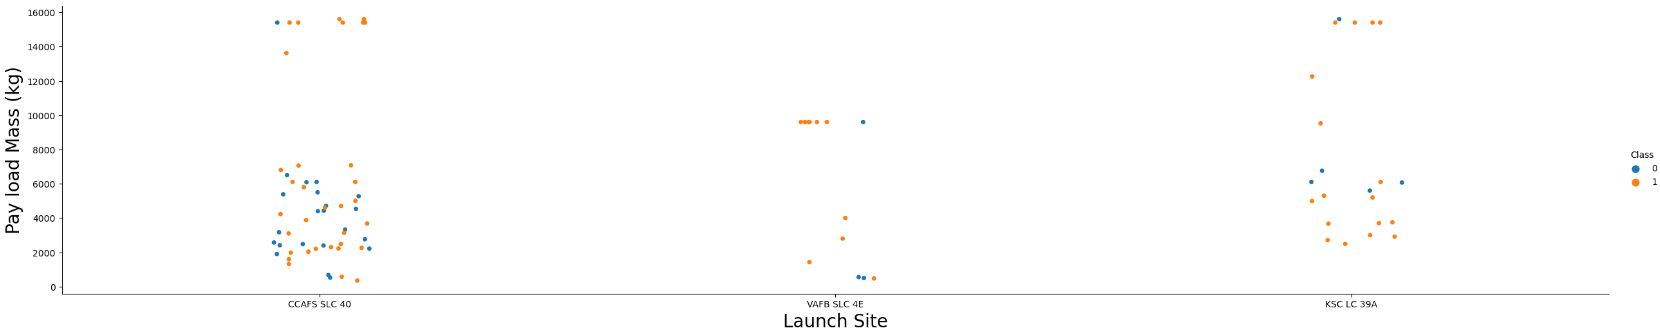 16000
14000
12000
10000
8000
6000
4000
2000
0
Pay load Mass (kg)
CCAFS SLC 40
VAFB SLC 4E
KSC LC 39A
Launch Site
Class
0
1